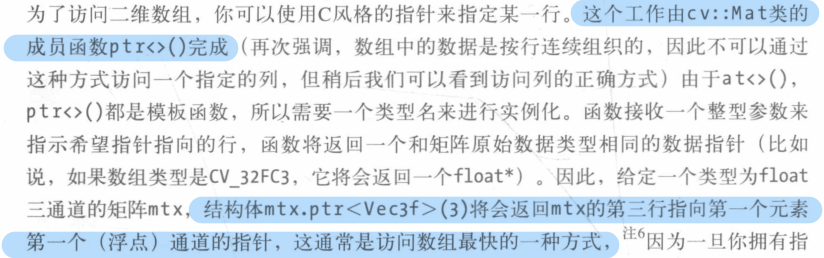 为了访问二维数组，你可以使用C风格的指针来指定某一行。这个工作由cv::Mat类的
成员函数ptr<>()完成（再次强调，数组中的数据是按行连续组织的，因此不可以通过
这种方式访问一个指定的列，但稍后我们可以看到访问列的正确方式）由于at<>(),
ptr<>()都是模板函数，所以需要一个类型名来进行实例化。函数接收一个整型参数来
指示希望指针指向的行，函数将返回一个和矩阵原始数据类型相同的数据指针（比如
说，如果数组类型是CV_32FC3，它将会返回一个float*）。因此，给定一个类型为float
三通道的矩阵mtx，结构体mtx.ptr<Vec3f>(3)将会返回mtx的第三行指向第一个元素
第一个（浮点）通道的指针，这通常是访问数组最快的一种方式，注6因为一旦你拥有指